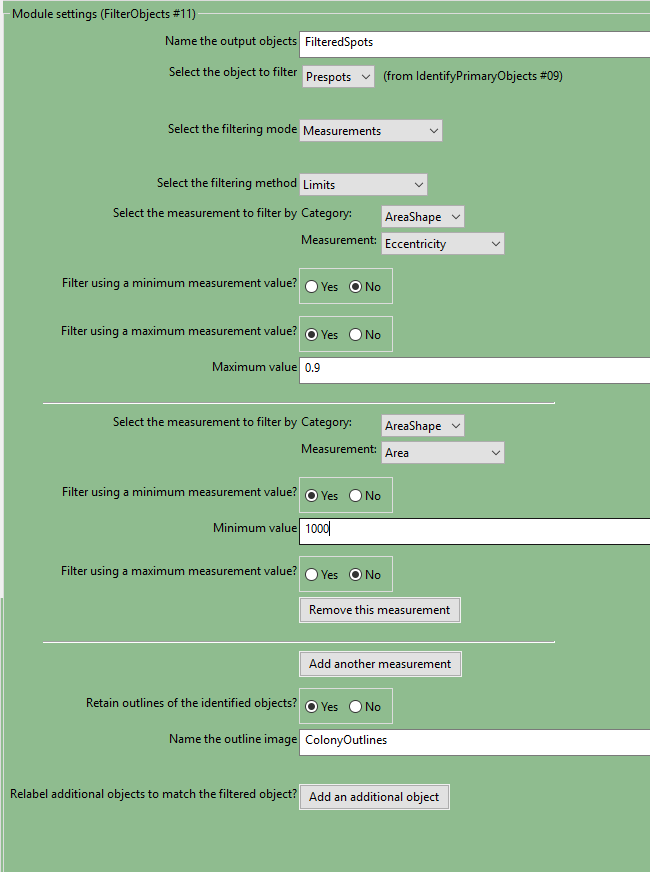 Module settings (FilterObjects #11)
Name the output objects FilteredSpots
Select the object to filter Prespots (from IdentifyPrimaryObjects #09)
Select the filtering mode Measurements
Select the filtering method Limits
Select the measurement to filter by Category: AreaShape
Measurement: Eccentricity
Filter using a minimum measurement value? Yes No
Filter using a maximum measurement value? Yes No
Maximum value 0.9
Select the measurement to filter by Category: AreaShape
Measurement: Area
Filter using a minimum measurement value? Yes No
Minimum value 1000
Filter using a maximum measurement value? Yes No
Remove this measurement
Add another measurement
Retain outlines of the identified objects? Yes No
Name the outline image ColonyOutlines
Relabel additional objects to match the filtered object? Add an additional object